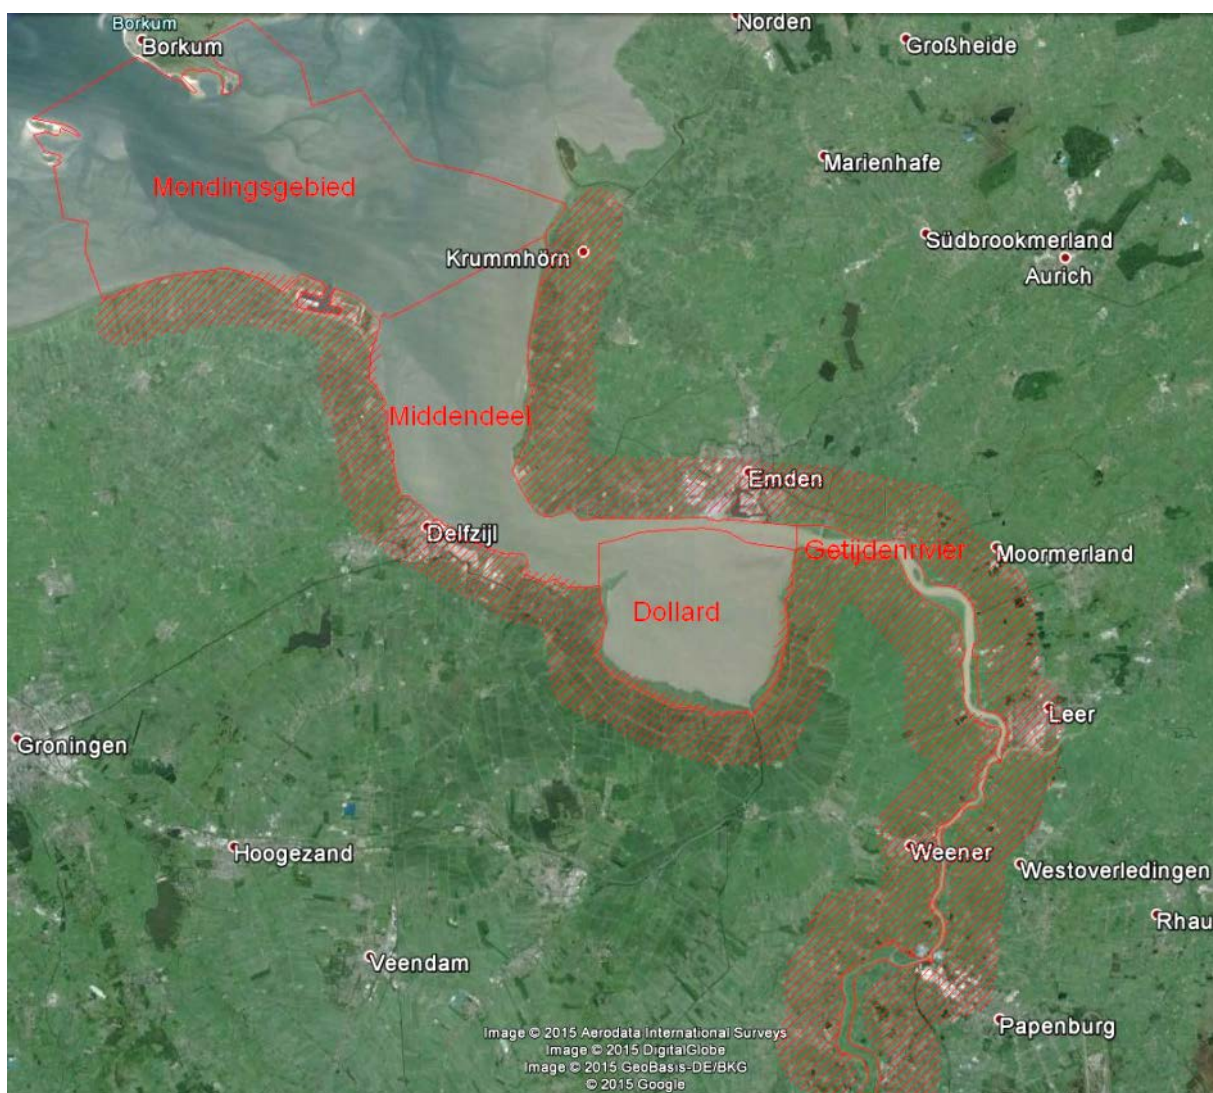 Borkum
Borkum
Norden
Großheide
Marienhafe
Mondingsgebied
Südbrookmerland
Krummhörn
Aurich
Middendeel
Emden
Delfzijl
Getijdenrivier
Moormerland
Dollard
Leer
Groningen
Hoogezand
Weener
Westoverledingen
Rhau
Veendam
Papenburg
Image © 2015 Aerodata International Surveys
Image © 2015 DigitalGlobe
Image © 2015 GeoBasis-DE/BKG
© 2015 Google